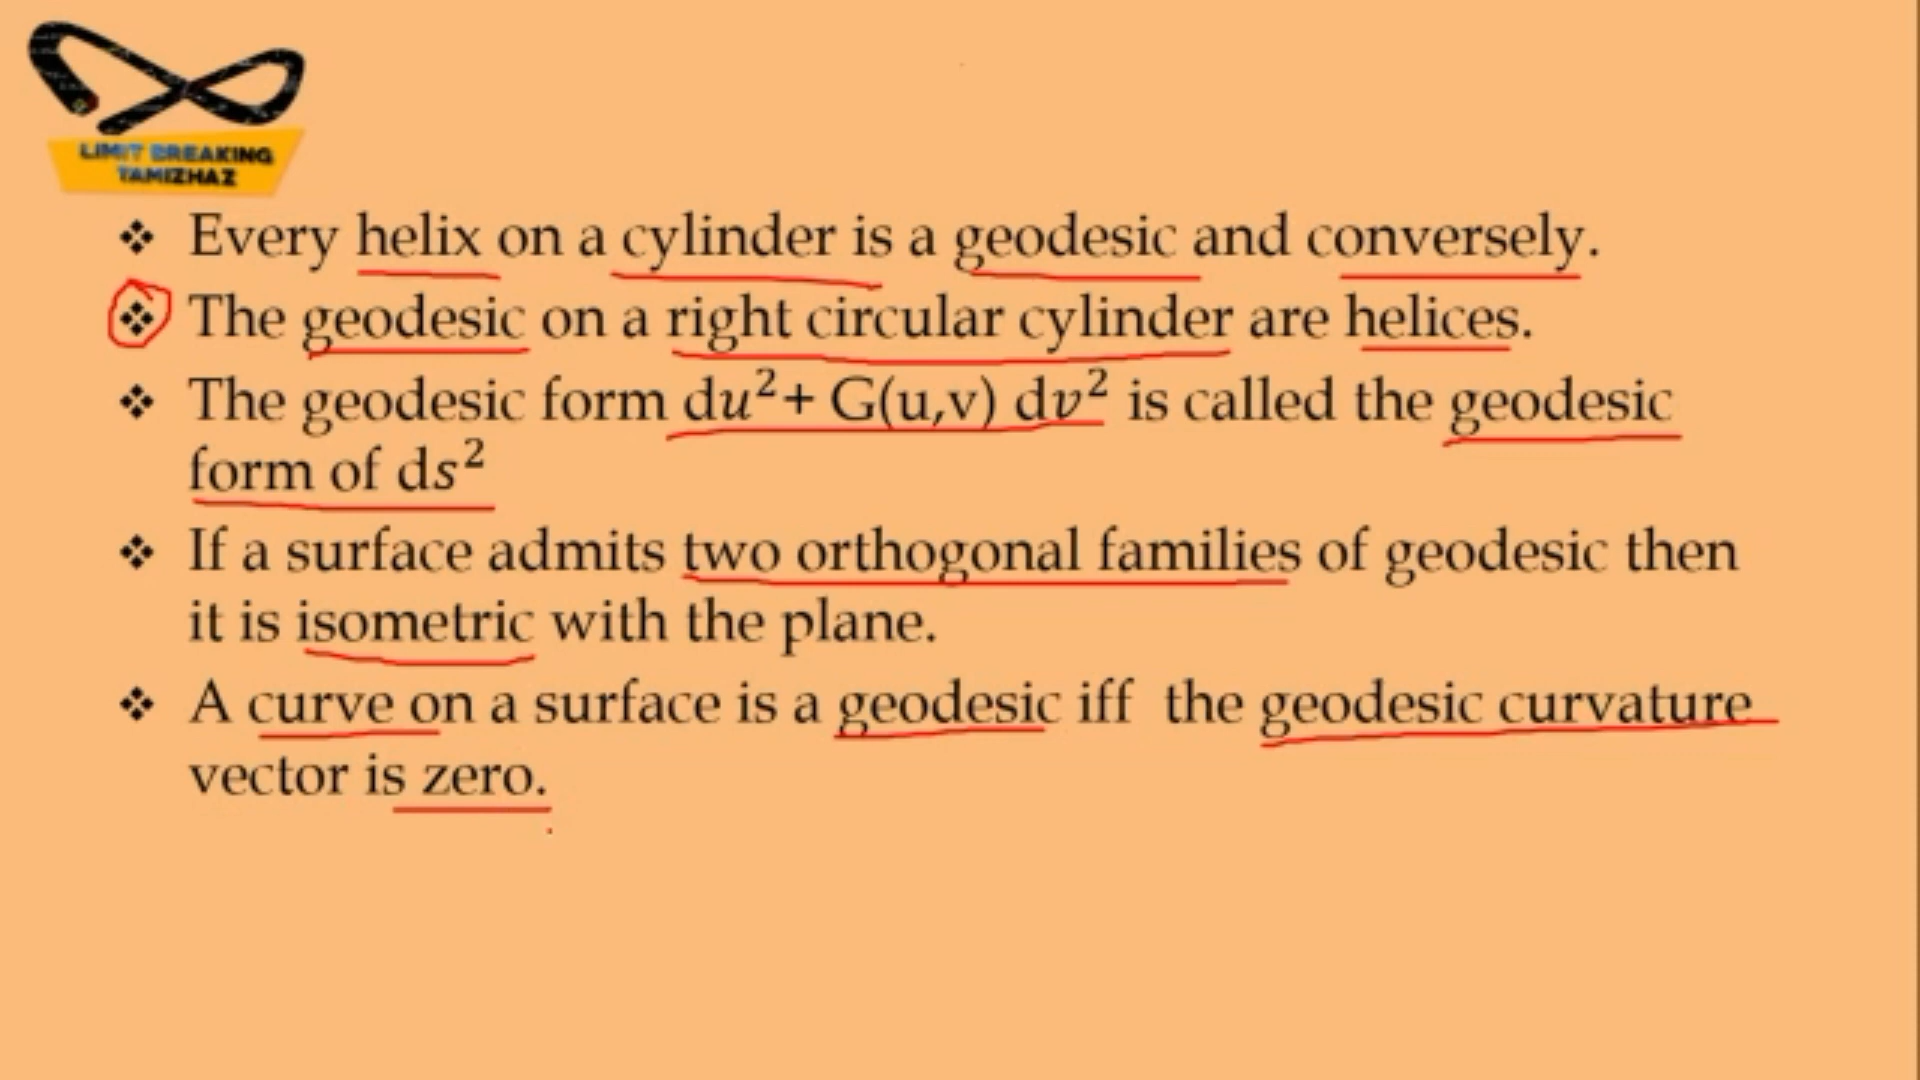 LIMIT BREAKING
TAMIZHAZ
❖ Every helix on a cylinder is a geodesic and conversely.
❖ The geodesic on a right circular cylinder are helices.
❖ The geodesic form du²+ G(u,v) dv² is called the geodesic
form of ds²
❖ If a surface admits two orthogonal families of geodesic then
it is isometric with the plane.
❖ A curve on a surface is a geodesic iff the geodesic curvature
vector is zero.